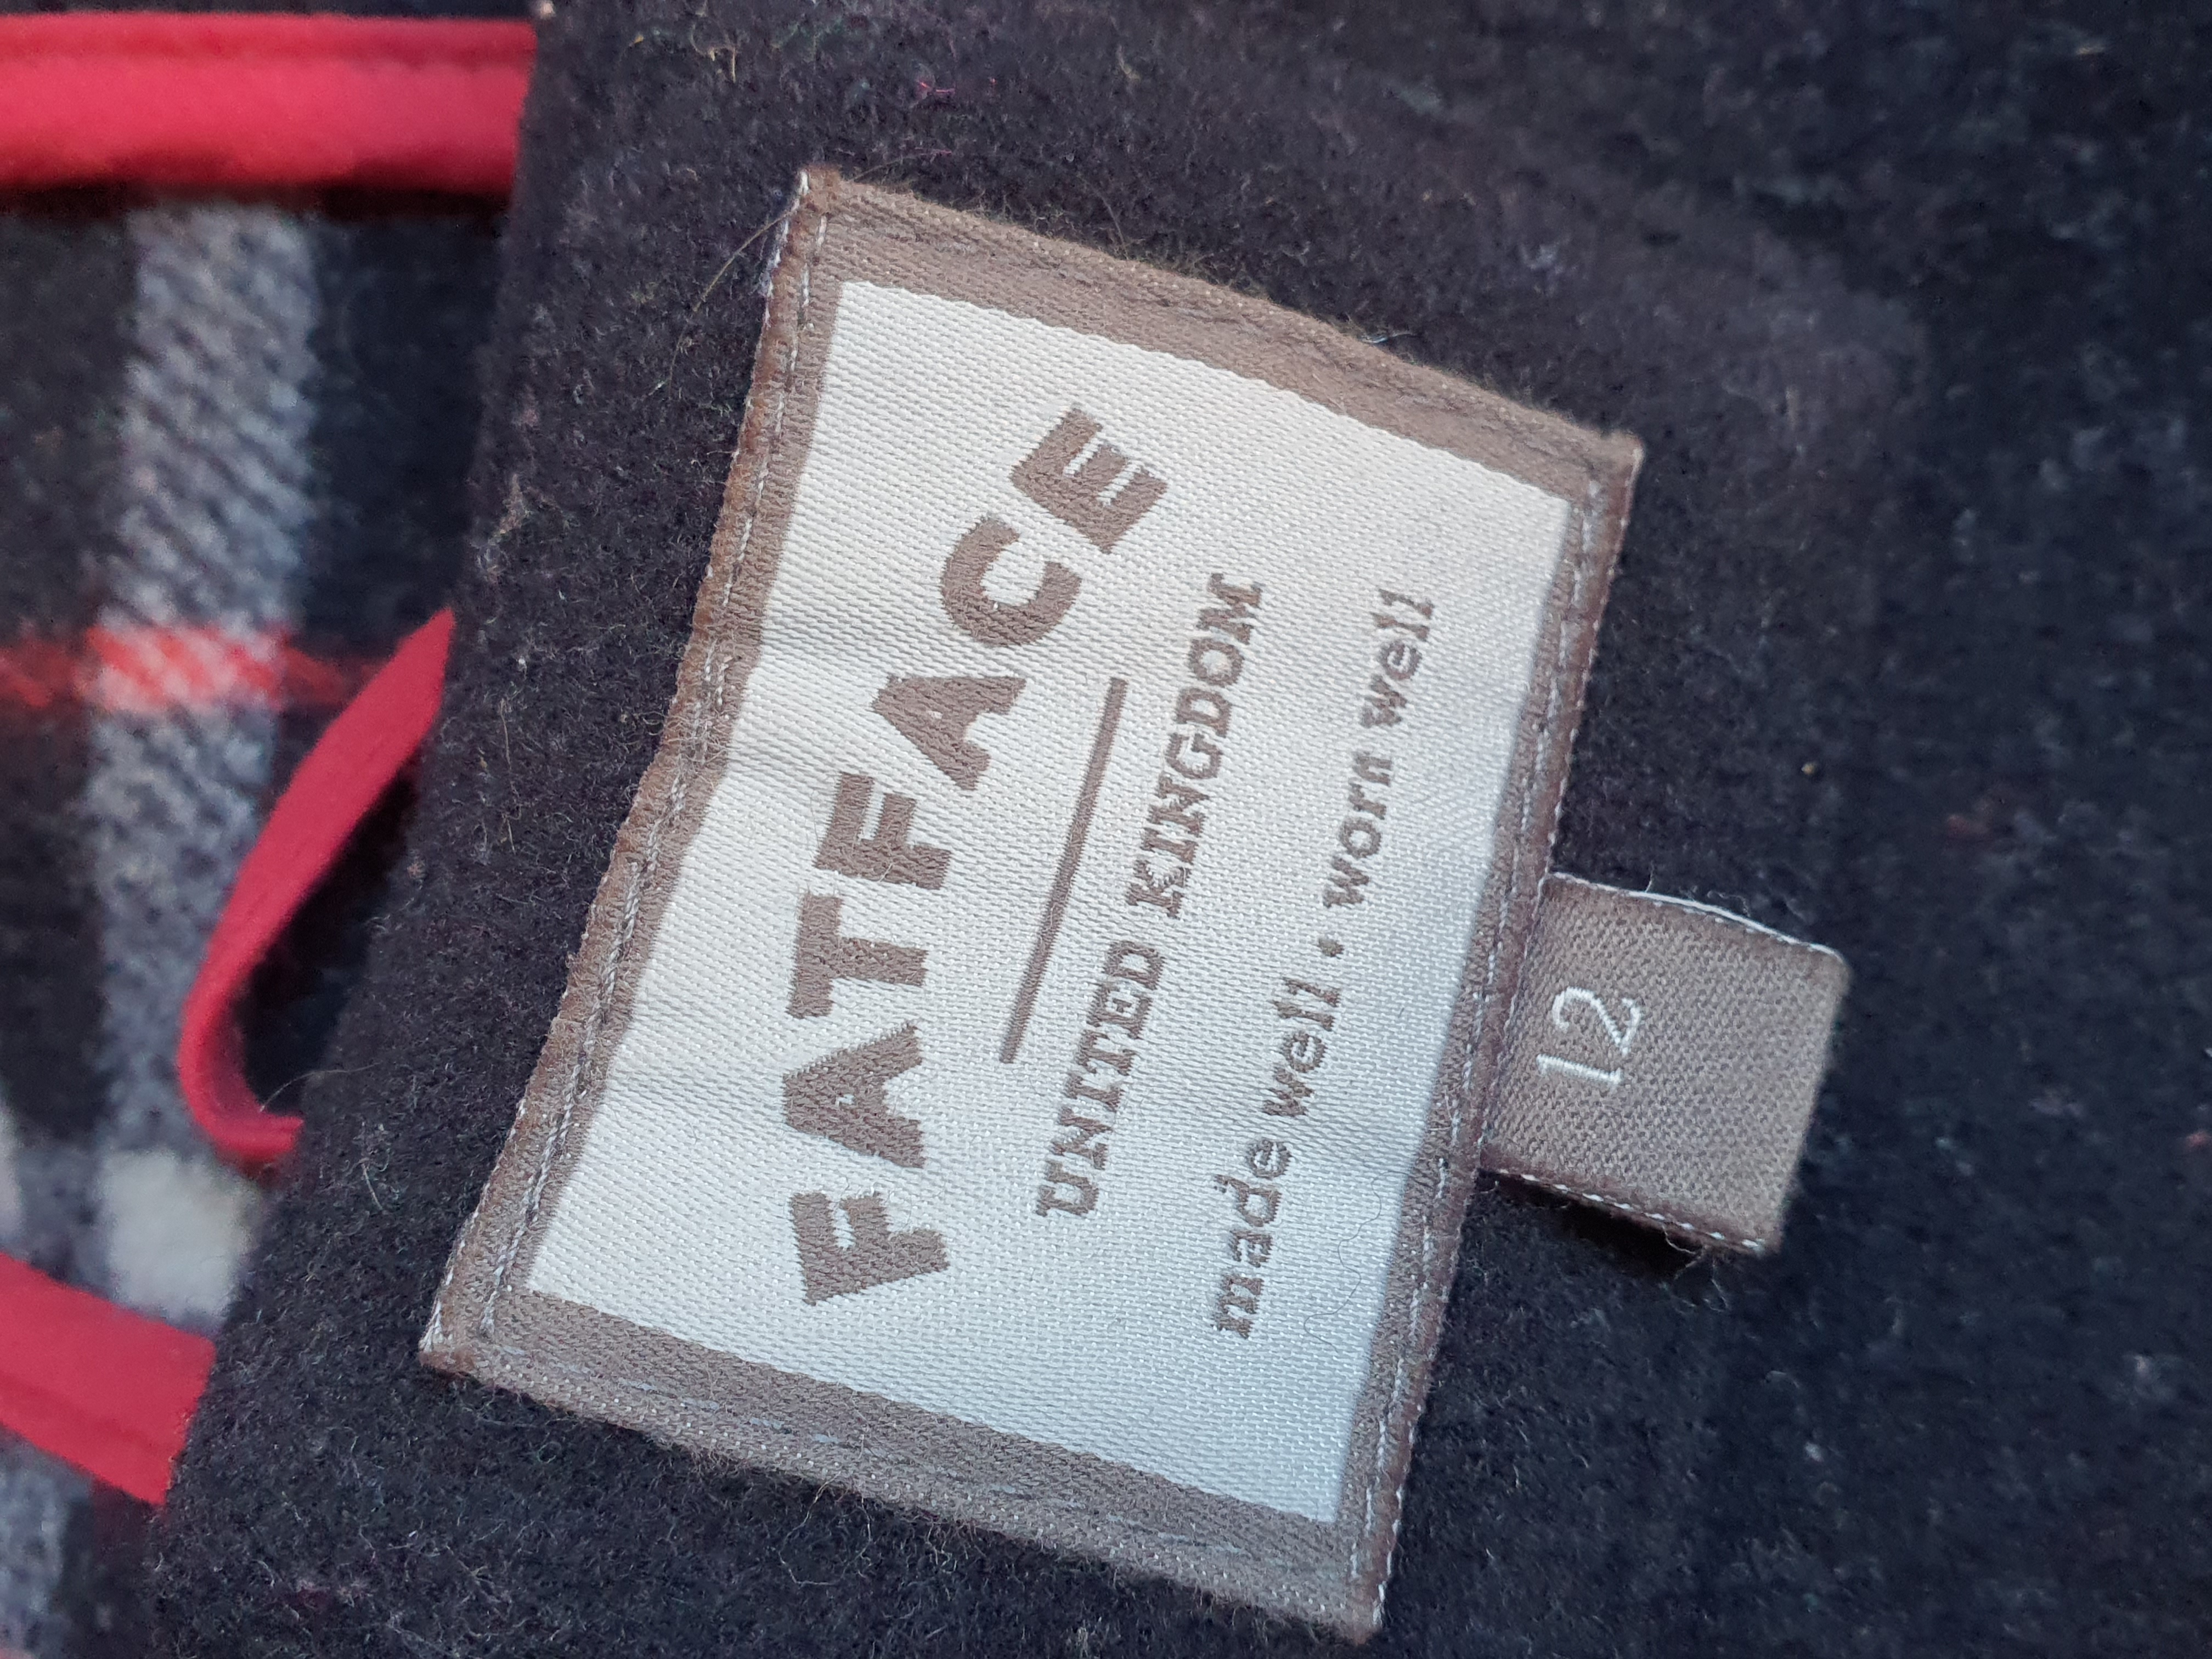 FATFACE
UNITED KINGDOM
made well • worn well
12